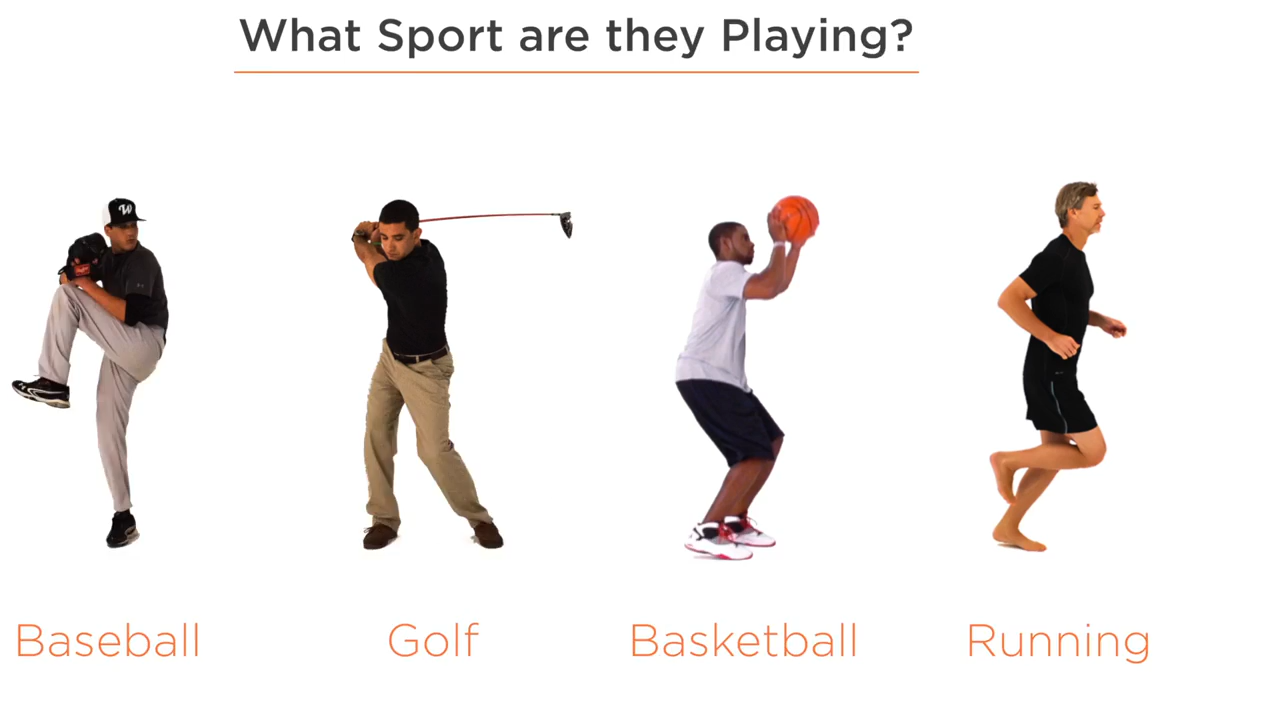 What Sport are they Playing?
W
Baseball
Golf
Basketball
Running